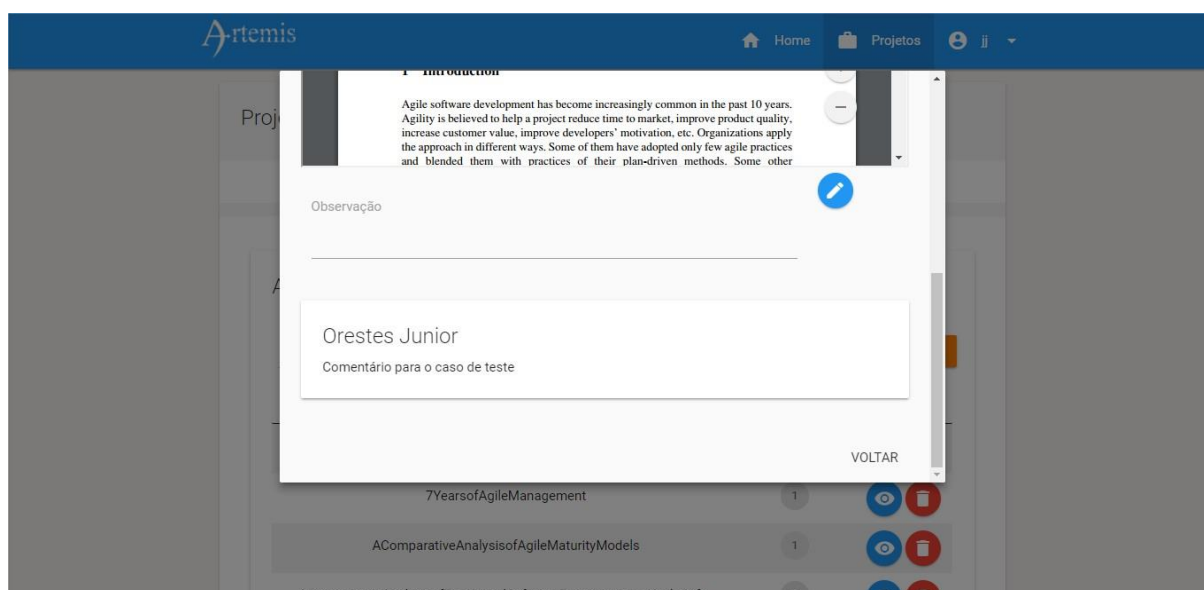 Artemis
Home
Projetos
jj
Proj
1 Introduction
Agile software development has become increasingly common in the past 10 years.
Agility is believed to help a project reduce time to market, improve product quality,
increase customer value, improve developers' motivation, etc. Organizations apply
the approach in different ways. Some of them have adopted only few agile practices
and blended them with practices of their plan-driven methods. Some other
Observação
A
Orestes Junior
Comentário para o caso de teste
VOLTAR
7YearsofAgileManagement 1
AComparativeAnalysisofAgileMaturityModels 1